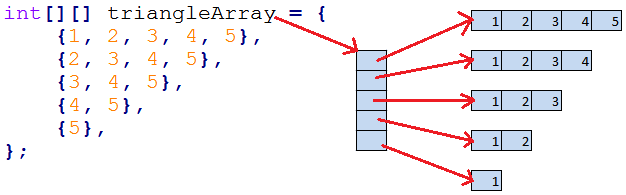 int[][] triangleArray = {
    {1, 2, 3, 4, 5},
    {2, 3, 4, 5},
    {3, 4, 5},
    {4, 5},
    {5},
};
1 2 3 4 5
1 2 3 4
1 2 3
1 2
1